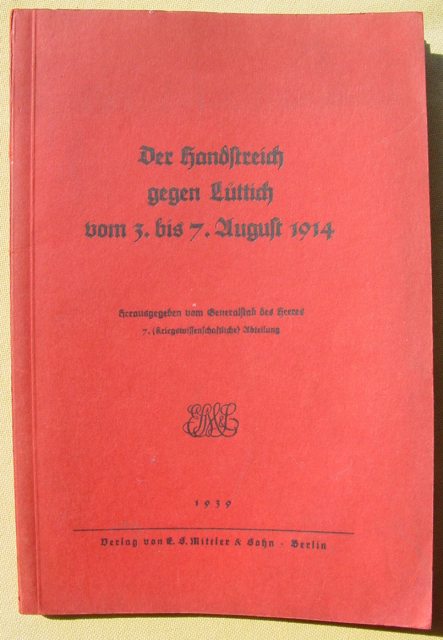 Der Handstreich
gegen Lüttich
vom 3. bis 7. August 1914
Herausgegeben vom Generalstab des Heeres
7. (Kriegswissenschaftliche) Abteilung
1939
Verlag von E. S. Mittler & Sohn · Berlin